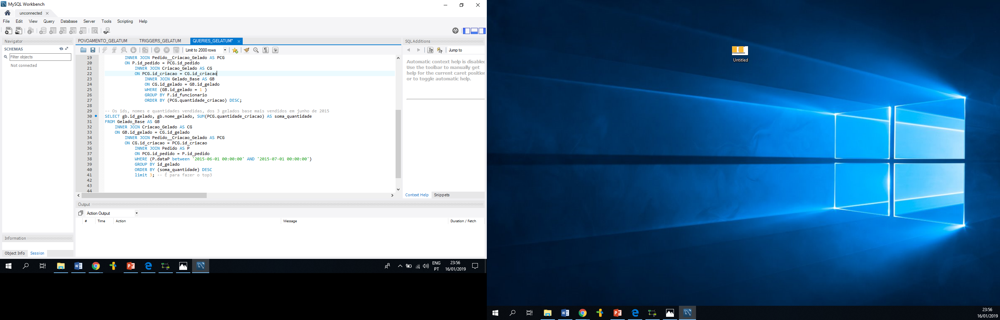 MySQL Workbench
unconnected
File Edit View Query Database Server Tools Scripting Help
Navigator
SCHEMAS
Filter objects
Not connected
POVOAMENTO_GELATUM TRIGGERS_GELATUM QUERIES_GELATUM*
Limit to 2000 rows
19 INNER JOIN Pedido__Criacao_Gelado AS PCG
20 ON P.id_pedido = PCG.id_pedido
21 INNER JOIN Criacao_Gelado AS CG
22 ON PCG.id_criacao = CG.id_criacao
23 INNER JOIN Gelado_Base AS GB
24 ON CG.id_gelado = GB.id_gelado
25 WHERE (GB.id_gelado = 1 )
26 GROUP BY F.id_funcionario
27 ORDER BY (PCG.quantidade_criacao) DESC;
28
29 -- Os ids, nomes e quantidades vendidas, dos 3 gelados base mais vendidos em junho de 2015
30 SELECT gb.id_gelado, gb.nome_gelado, SUM(PCG.quantidade_criacao) AS soma_quantidade
31 FROM Gelado_Base AS GB
32 INNER JOIN Criacao_Gelado AS CG
33 ON GB.id_gelado = CG.id_gelado
34 INNER JOIN Pedido__Criacao_Gelado AS PCG
35 ON CG.id_criacao = PCG.id_criacao
36 INNER JOIN Pedido AS P
37 ON PCG.id_pedido = P.id_pedido
38 WHERE (P.dataP between '2015-06-01 00:00:00' AND '2015-07-01 00:00:00')
39 GROUP BY id_gelado
40 ORDER BY (soma_quantidade) DESC
41 limit 3; -- É para fazer o top3
42
43
44
SQLAdditions
Jump to
Automatic context help is disabled
Use the toolbar to manually get
help for the current caret position
or to toggle automatic help.
Context Help Snippets
Output
Action Output
# Time Action Message Duration / Fetch
Information
Object Info Session
ENG
PT
23:56
16/01/2019
Untitled
23:56
16/01/2019